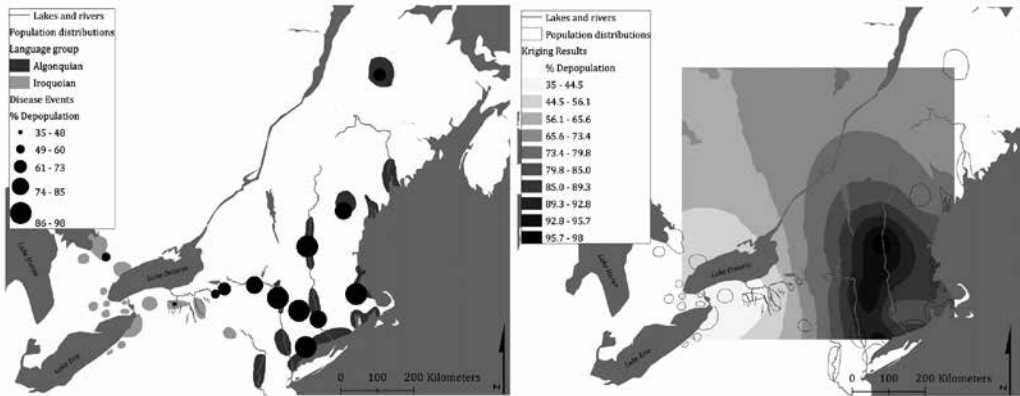 Lakes and rivers
Population distributions
Language group
Algonquian
Iroquoian
Disease Events
% Depopulation
35 - 48
49 - 60
61 - 73
74 - 85
86 - 98
Lake Huron
Lake Ontario
Lake Erie
0 100 200 Kilometers
N
Lakes and rivers
Population distributions
Kriging Results
% Depopulation
35 - 44.5
44.5 - 56.1
56.1 - 65.6
65.6 - 73.4
73.4 - 79.8
79.8 - 85.0
85.0 - 89.3
89.3 - 92.8
92.8 - 95.7
95.7 - 98
Lake Huron
Lake Ontario
Lake Erie
0 100 200 Kilometers
N